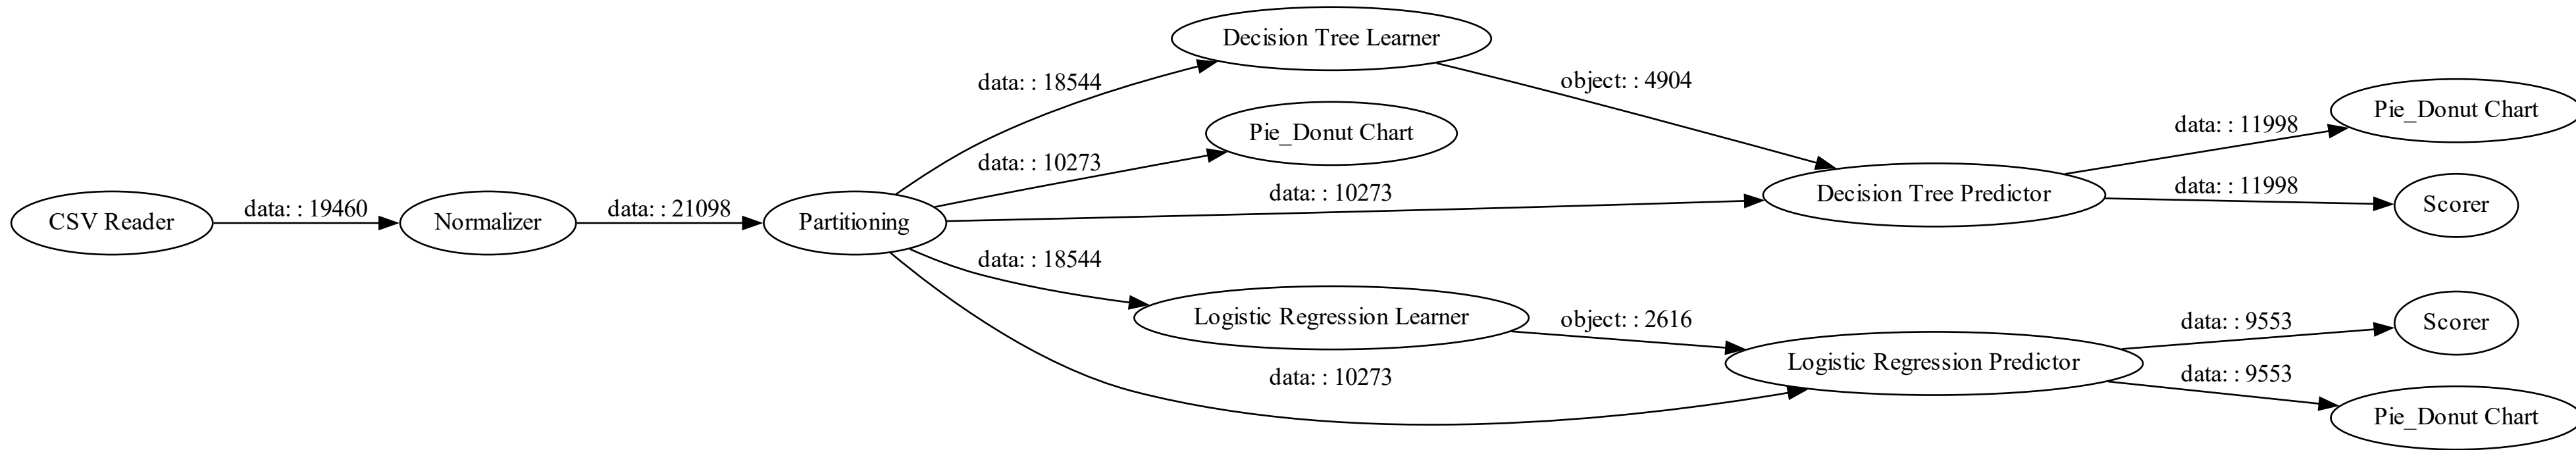 Decision Tree Learner
data: : 18544
object: : 4904
Pie_Donut Chart
Pie_Donut Chart
data: : 11998
data: : 10273
data: : 10273
Decision Tree Predictor
data: : 11998
Scorer
CSV Reader
data: : 19460
Normalizer
data: : 21098
Partitioning
data: : 18544
Logistic Regression Learner
object: : 2616
data: : 9553
Scorer
Logistic Regression Predictor
data: : 10273
data: : 9553
Pie_Donut Chart